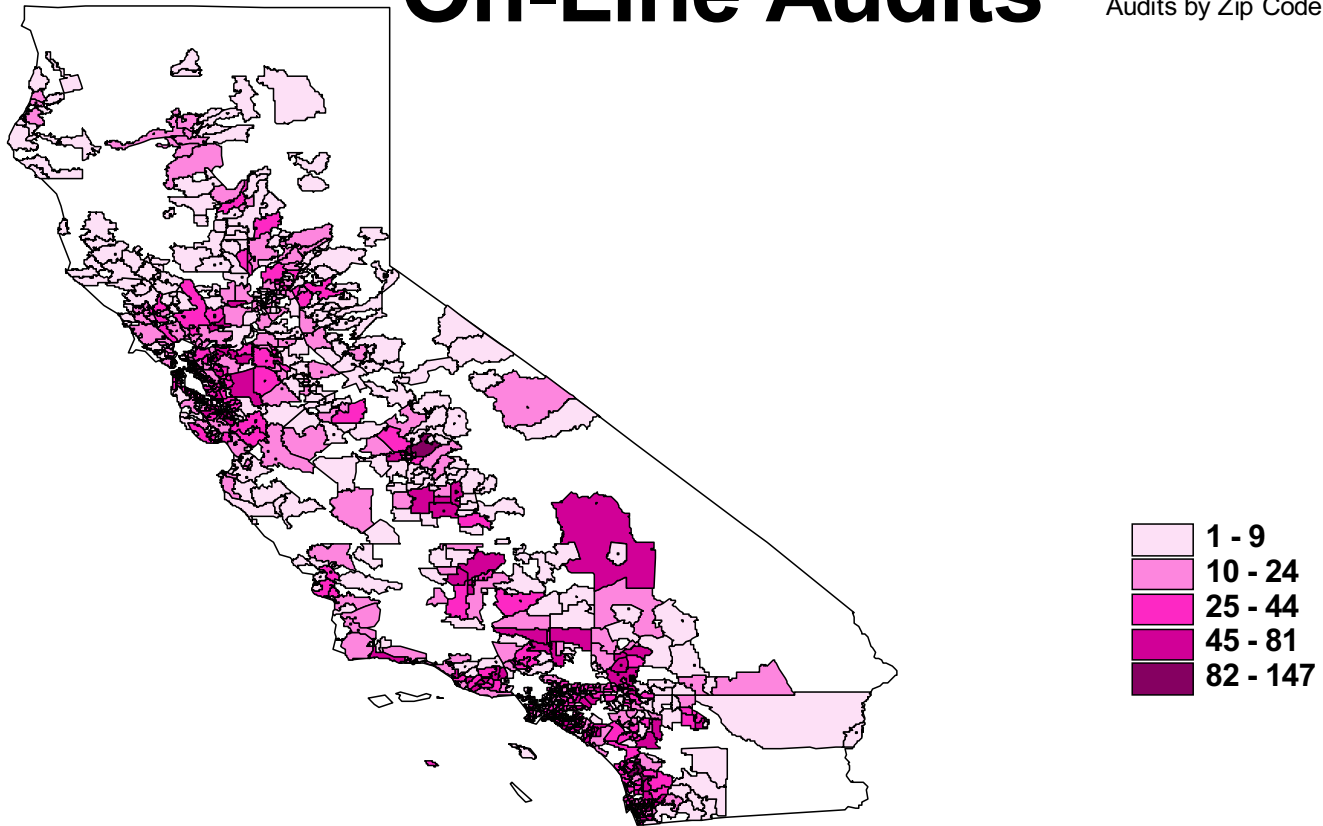 On-Line Audits
Audits by Zip Code
1 - 9
10 - 24
25 - 44
45 - 81
82 - 147